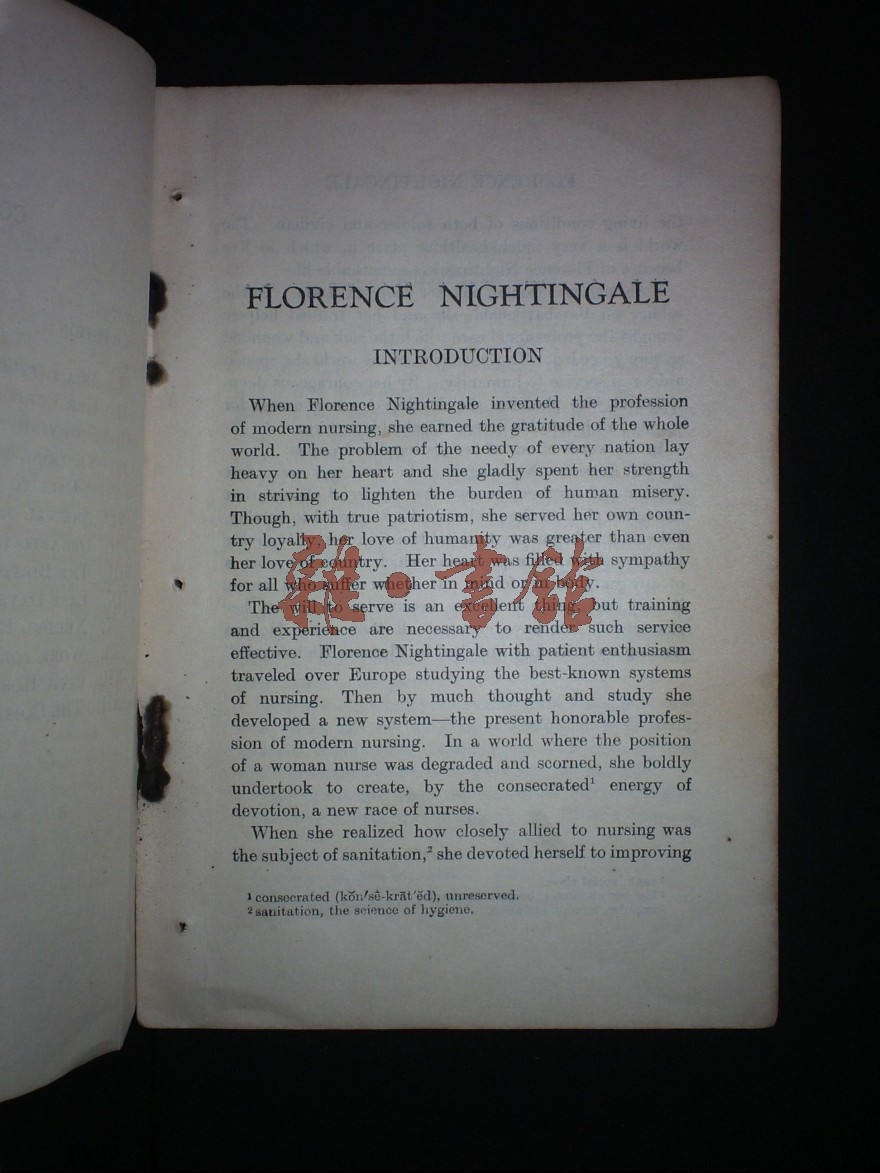 FLORENCE NIGHTINGALE
INTRODUCTION
When Florence Nightingale invented the profession
of modern nursing, she earned the gratitude of the whole
world. The problem of the needy of every nation lay
heavy on her heart and she gladly spent her strength
in striving to lighten the burden of human misery.
Though, with true patriotism, she served her own coun-
try loyally, her love of humanity was greater than even
her love of country. Her heart was filled with sympathy
for all who suffer whether in mind or in body.
雜·書館
The will to serve is an excellent thing, but training
and experience are necessary to render such service
effective. Florence Nightingale with patient enthusiasm
traveled over Europe studying the best-known systems
of nursing. Then by much thought and study she
developed a new system—the present honorable profes-
sion of modern nursing. In a world where the position
of a woman nurse was degraded and scorned, she boldly
undertook to create, by the consecrated¹ energy of
devotion, a new race of nurses.
When she realized how closely allied to nursing was
the subject of sanitation,² she devoted herself to improving
¹ consecrated (kŏn′sê-krāt′ĕd), unreserved.
² sanitation, the science of hygiene.